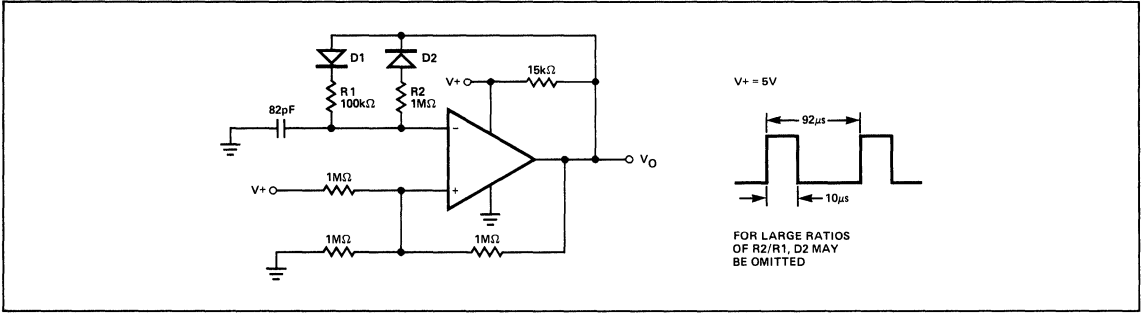 D1
D2
R1
100kΩ
R2
1MΩ
V+
15kΩ
82pF
−
+
V+
1MΩ
1MΩ
1MΩ
VO
V+ = 5V
92μs
10μs
FOR LARGE RATIOS
OF R2/R1, D2 MAY
BE OMITTED